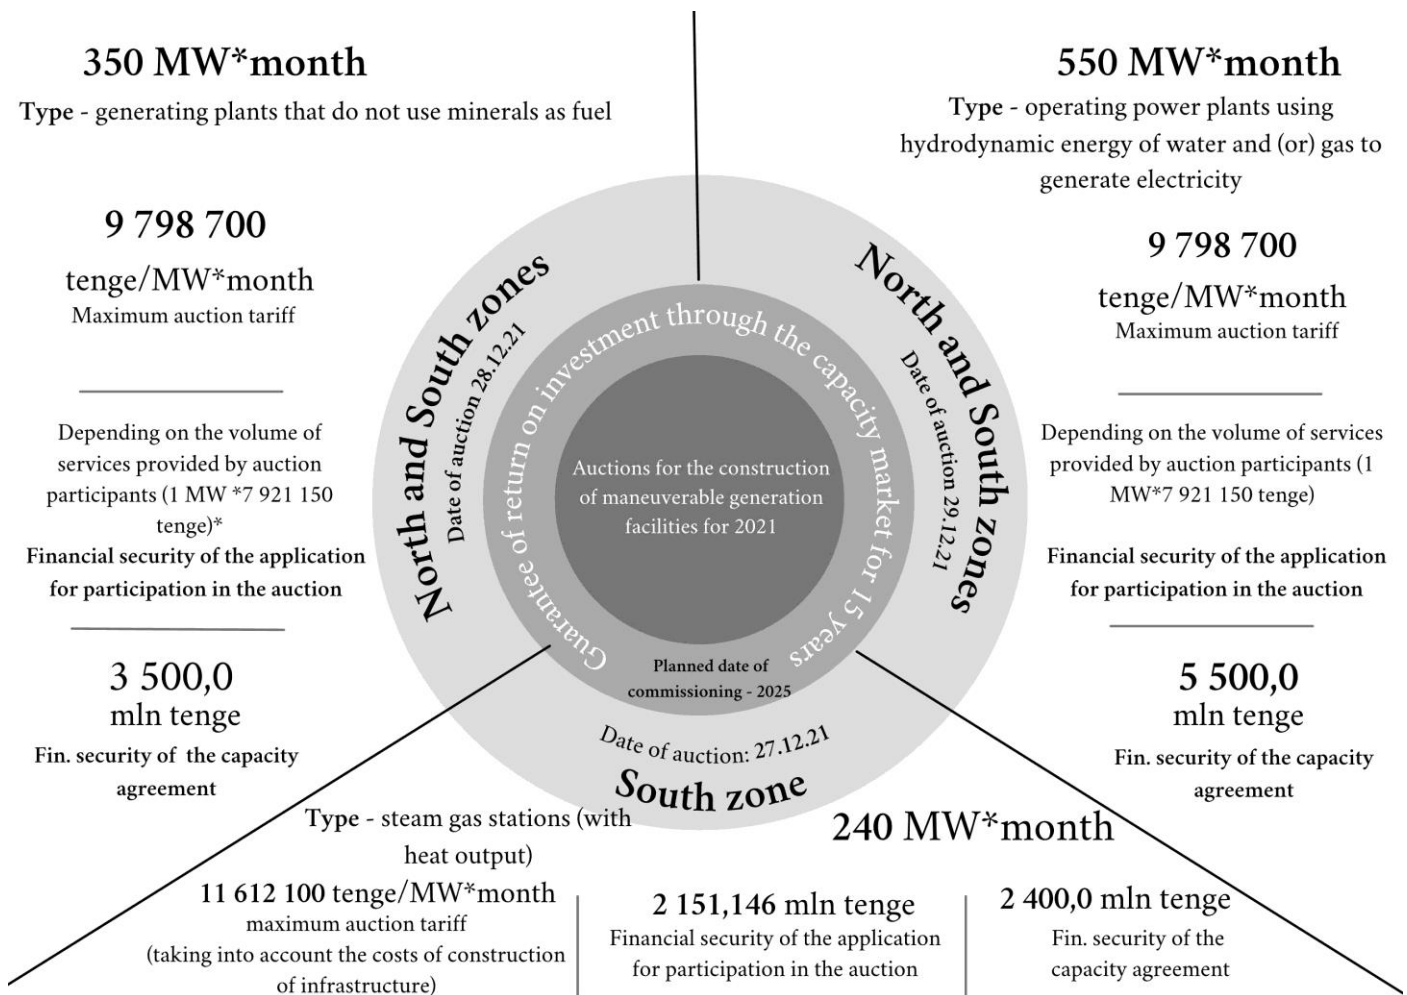 350 MW*month
Type - generating plants that do not use minerals as fuel
9 798 700
tenge/MW*month
Maximum auction tariff
Depending on the volume of
services provided by auction
participants (1 MW *7 921 150
tenge)*
Financial security of the application
for participation in the auction
3 500,0
mln tenge
Fin. security of  the capacity
agreement
550 MW*month
Type - operating power plants using
hydrodynamic energy of water and (or) gas to
generate electricity
9 798 700
tenge/MW*month
Maximum auction tariff
Depending on the volume of services
provided by auction participants (1
MW*7 921 150 tenge)
Financial security of the application
for participation in the auction
5 500,0
mln tenge
Fin. security of the capacity
agreement
North and South zones
Date of auction 28.12.21
North and South zones
Date of auction 29.12.21
Guarantee of return on investment through the capacity market for 15 years
Auctions for the construction
of maneuverable generation
facilities for 2021
Planned date of
commissioning - 2025
Date of auction: 27.12.21
South zone
Type - steam gas stations (with
heat output)
240 MW*month
11 612 100 tenge/MW*month
maximum auction tariff
(taking into account the costs of construction
of infrastructure)
2 151,146 mln tenge
Financial security of the application
for participation in the auction
2 400,0 mln tenge
Fin. security of the
capacity agreement